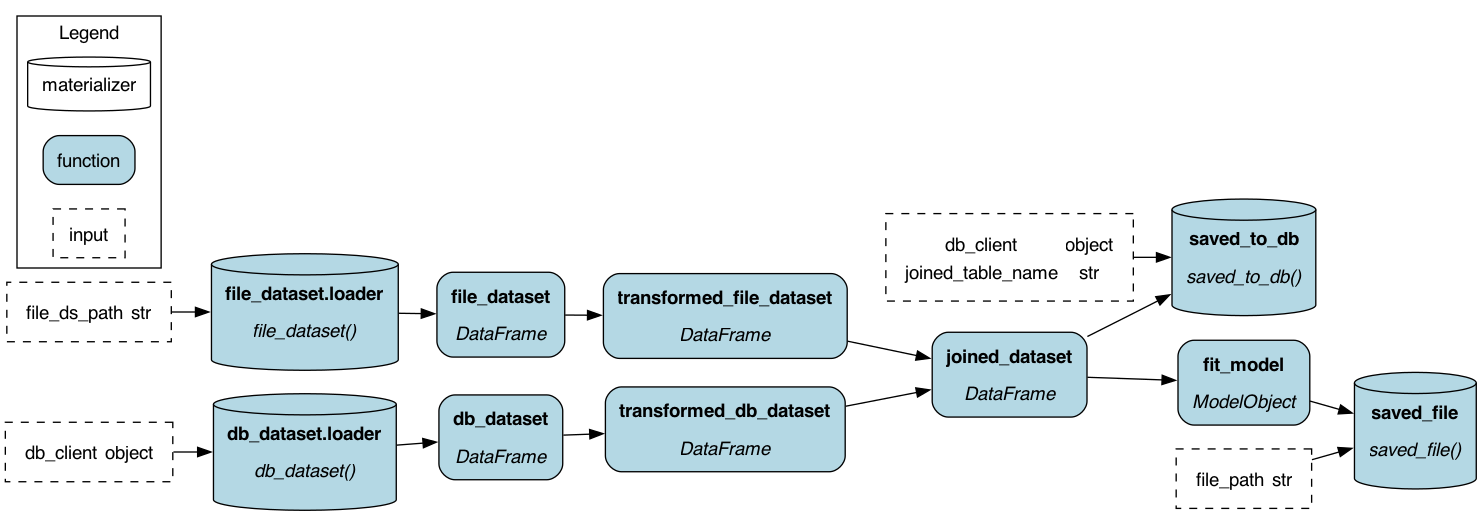 Legend
materializer
function
input
file_ds_path str
file_dataset.loader
file_dataset()
file_dataset
DataFrame
transformed_file_dataset
DataFrame
db_client object
db_dataset.loader
db_dataset()
db_dataset
DataFrame
transformed_db_dataset
DataFrame
joined_dataset
DataFrame
db_client object
joined_table_name str
saved_to_db
saved_to_db()
fit_model
ModelObject
file_path str
saved_file
saved_file()